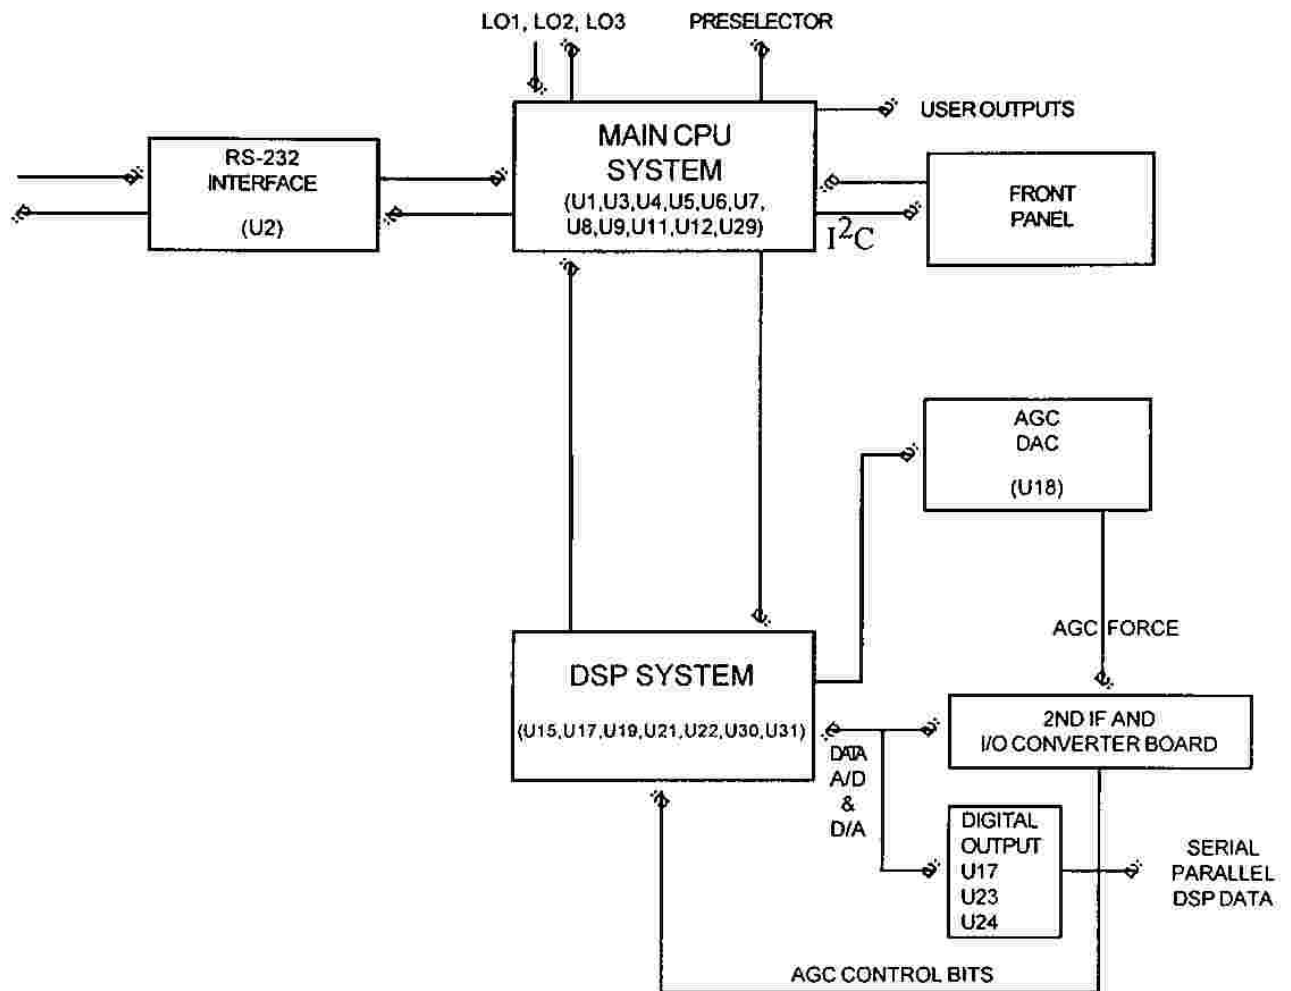 LO1, LO2, LO3
PRESELECTOR
MAIN CPU
SYSTEM
(U1,U3,U4,U5,U6,U7,
U8,U9,U11,U12,U29)
USER OUTPUTS
RS-232
INTERFACE
(U2)
FRONT
PANEL
I²C
AGC
DAC
(U18)
AGC FORCE
DSP SYSTEM
(U15,U17,U19,U21,U22,U30,U31)
2ND IF AND
I/O CONVERTER BOARD
DATA
A/D
&
D/A
DIGITAL
OUTPUT
U17
U23
U24
SERIAL
PARALLEL
DSP DATA
AGC CONTROL BITS